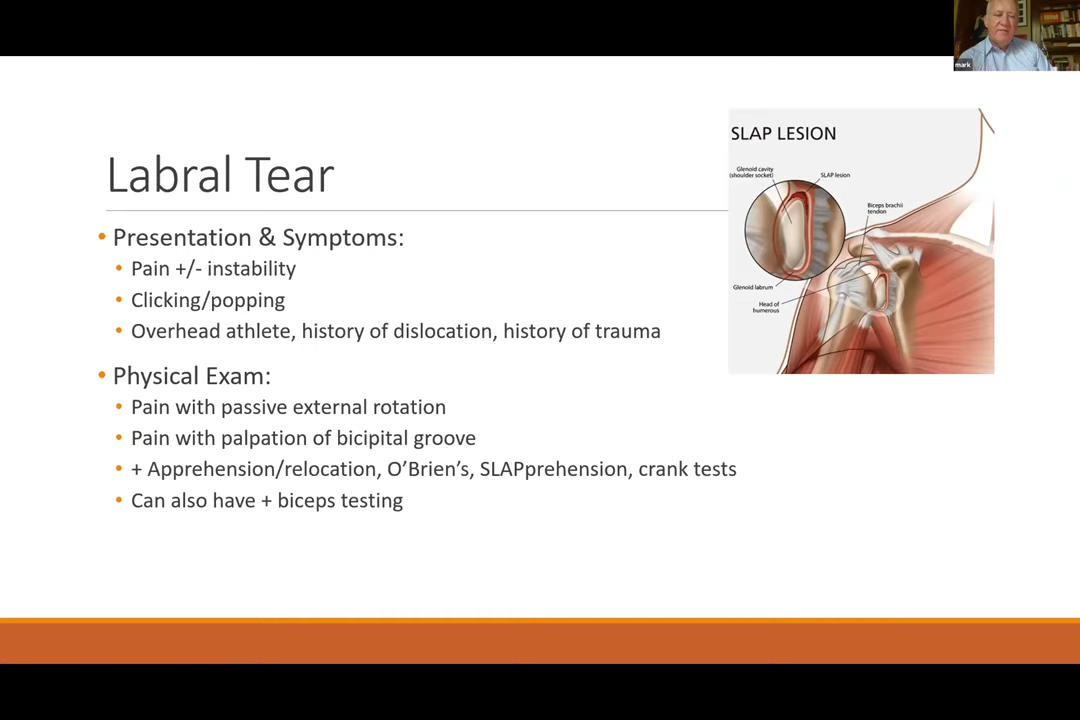 mark
SLAP LESION
Glenoid cavity
(shoulder socket)
SLAP lesion
Biceps brachii
tendon
Glenoid labrum
Head of
humerous
Labral Tear
• Presentation & Symptoms:
• Pain +/- instability
• Clicking/popping
• Overhead athlete, history of dislocation, history of trauma
• Physical Exam:
• Pain with passive external rotation
• Pain with palpation of bicipital groove
• + Apprehension/relocation, O’Brien’s, SLAPprehension, crank tests
• Can also have + biceps testing